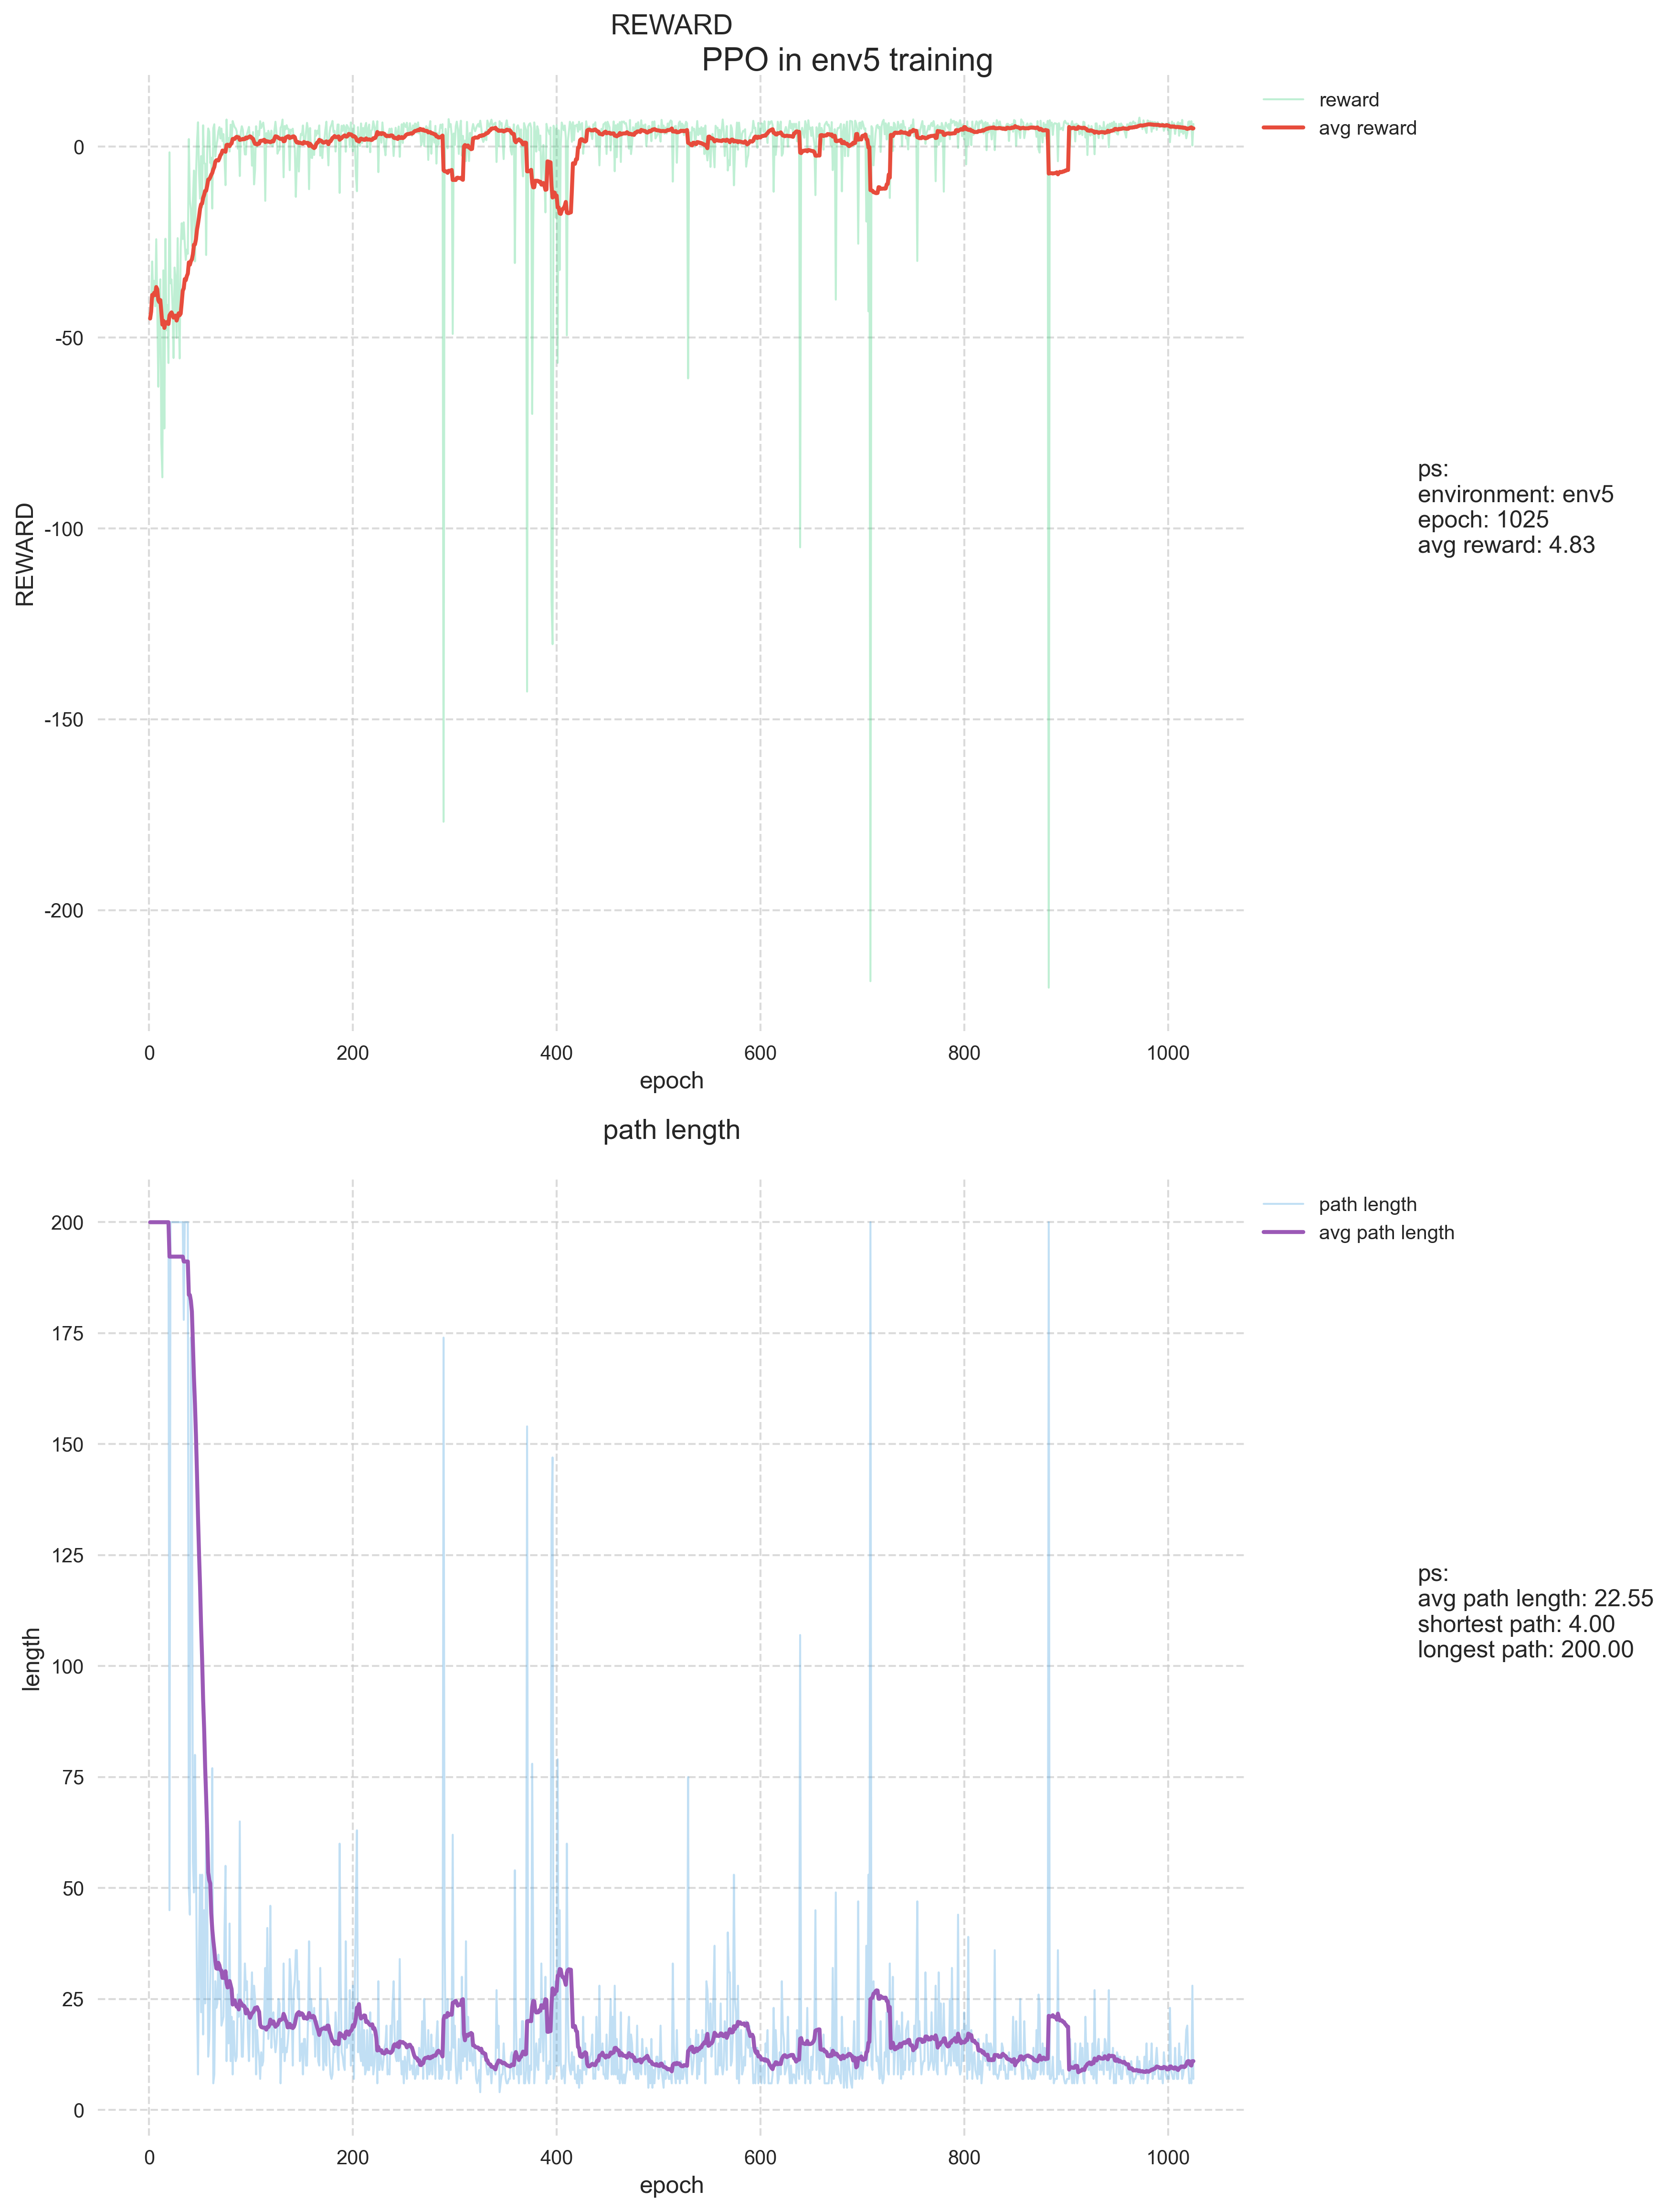 REWARD
PPO in env5 training
reward
avg reward
0
-50
-100
-150
-200
REWARD
ps:
environment: env5
epoch: 1025
avg reward: 4.83
0
200
400
600
800
1000
epoch
path length
path length
avg path length
200
175
150
125
100
75
50
25
0
length
ps:
avg path length: 22.55
shortest path: 4.00
longest path: 200.00
0
200
400
600
800
1000
epoch